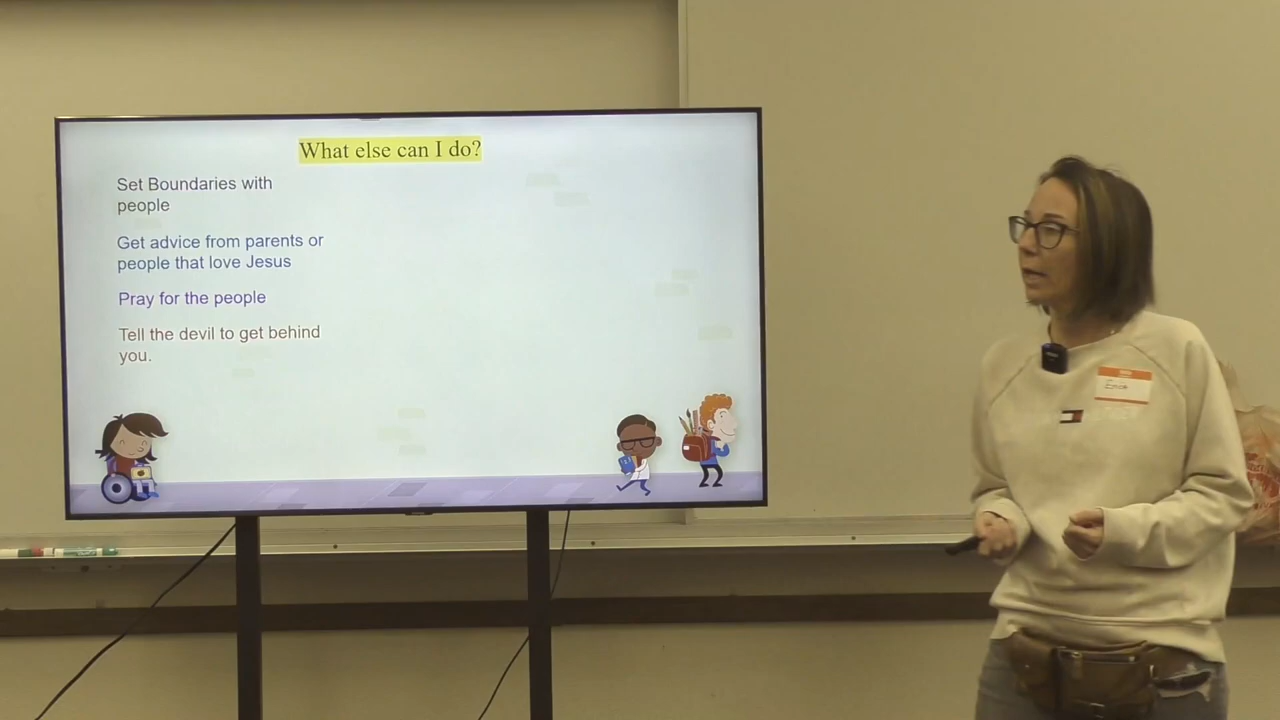 What else can I do?
Set Boundaries with
people
Get advice from parents or
people that love Jesus
Pray for the people
Tell the devil to get behind
you.